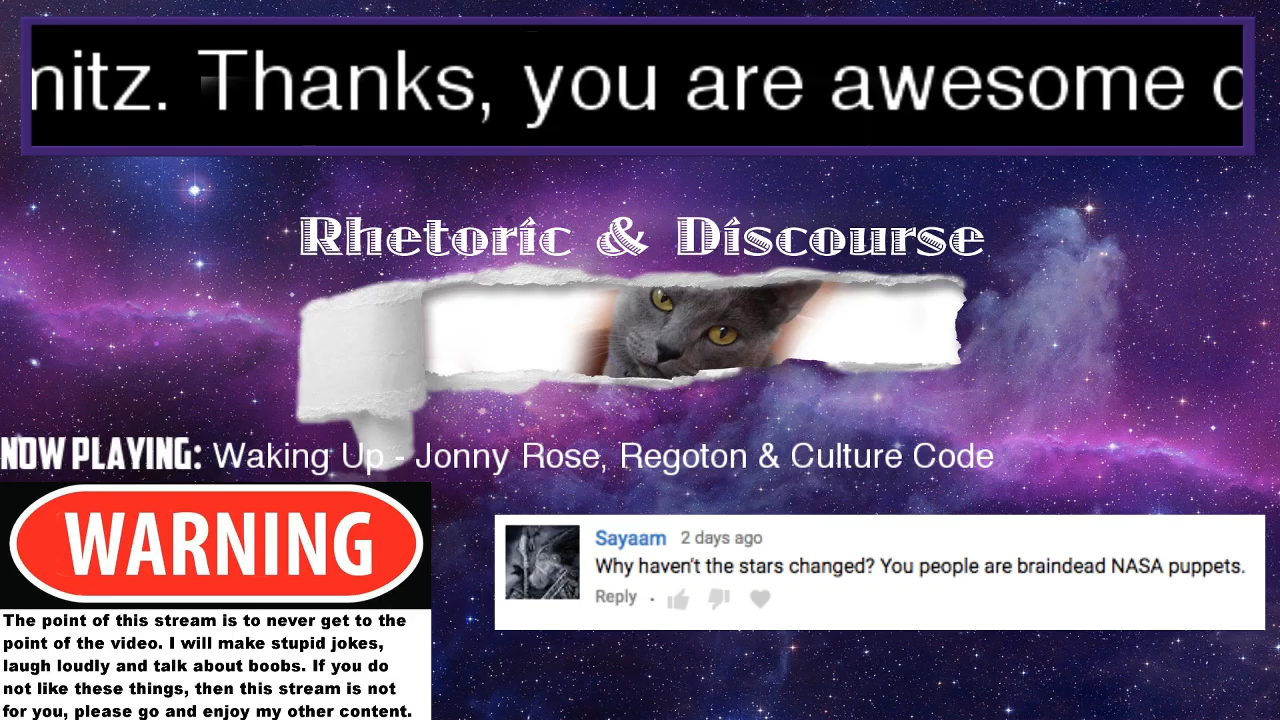 nitz. Thanks, you are awesome
Rhetoric & Discourse
NOW PLAYING: Waking Up - Jonny Rose, Regoton & Culture Code
WARNING
The point of this stream is to never get to the
point of the video. I will make stupid jokes,
laugh loudly and talk about boobs. If you do
not like these things, then this stream is not
for you, please go and enjoy my other content.
Sayaam 2 days ago
Why haven't the stars changed? You people are braindead NASA puppets.
Reply .